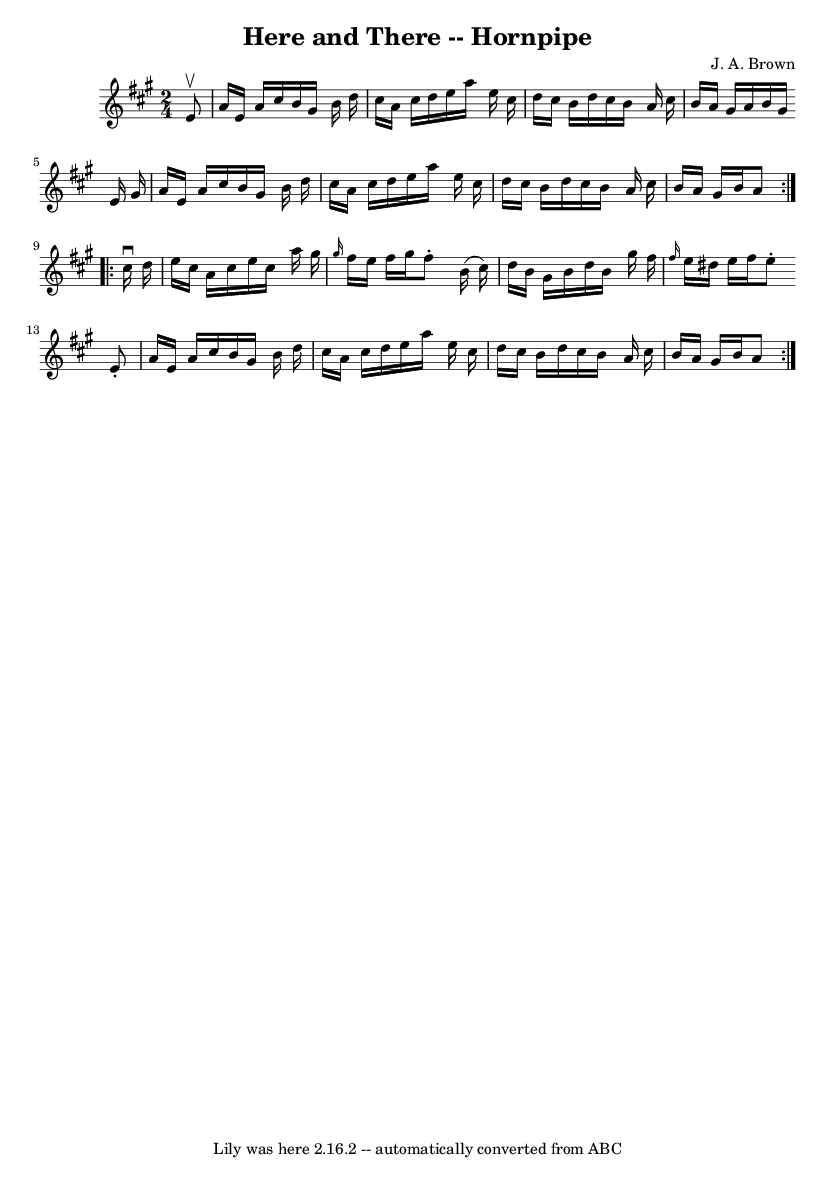 Here and There -- Hornpipe
J. A. Brown
2
4
5
9
13
Lily was here 2.16.2 -- automatically converted from ABC